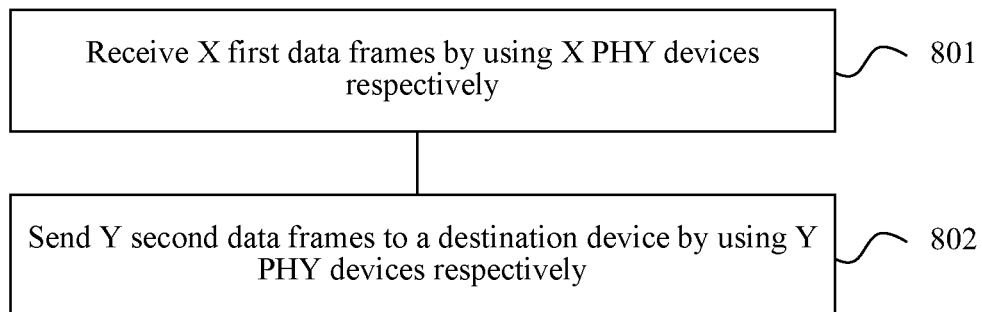 Receive X first data frames by using X PHY devices
respectively
801
Send Y second data frames to a destination device by using Y
PHY devices respectively
802